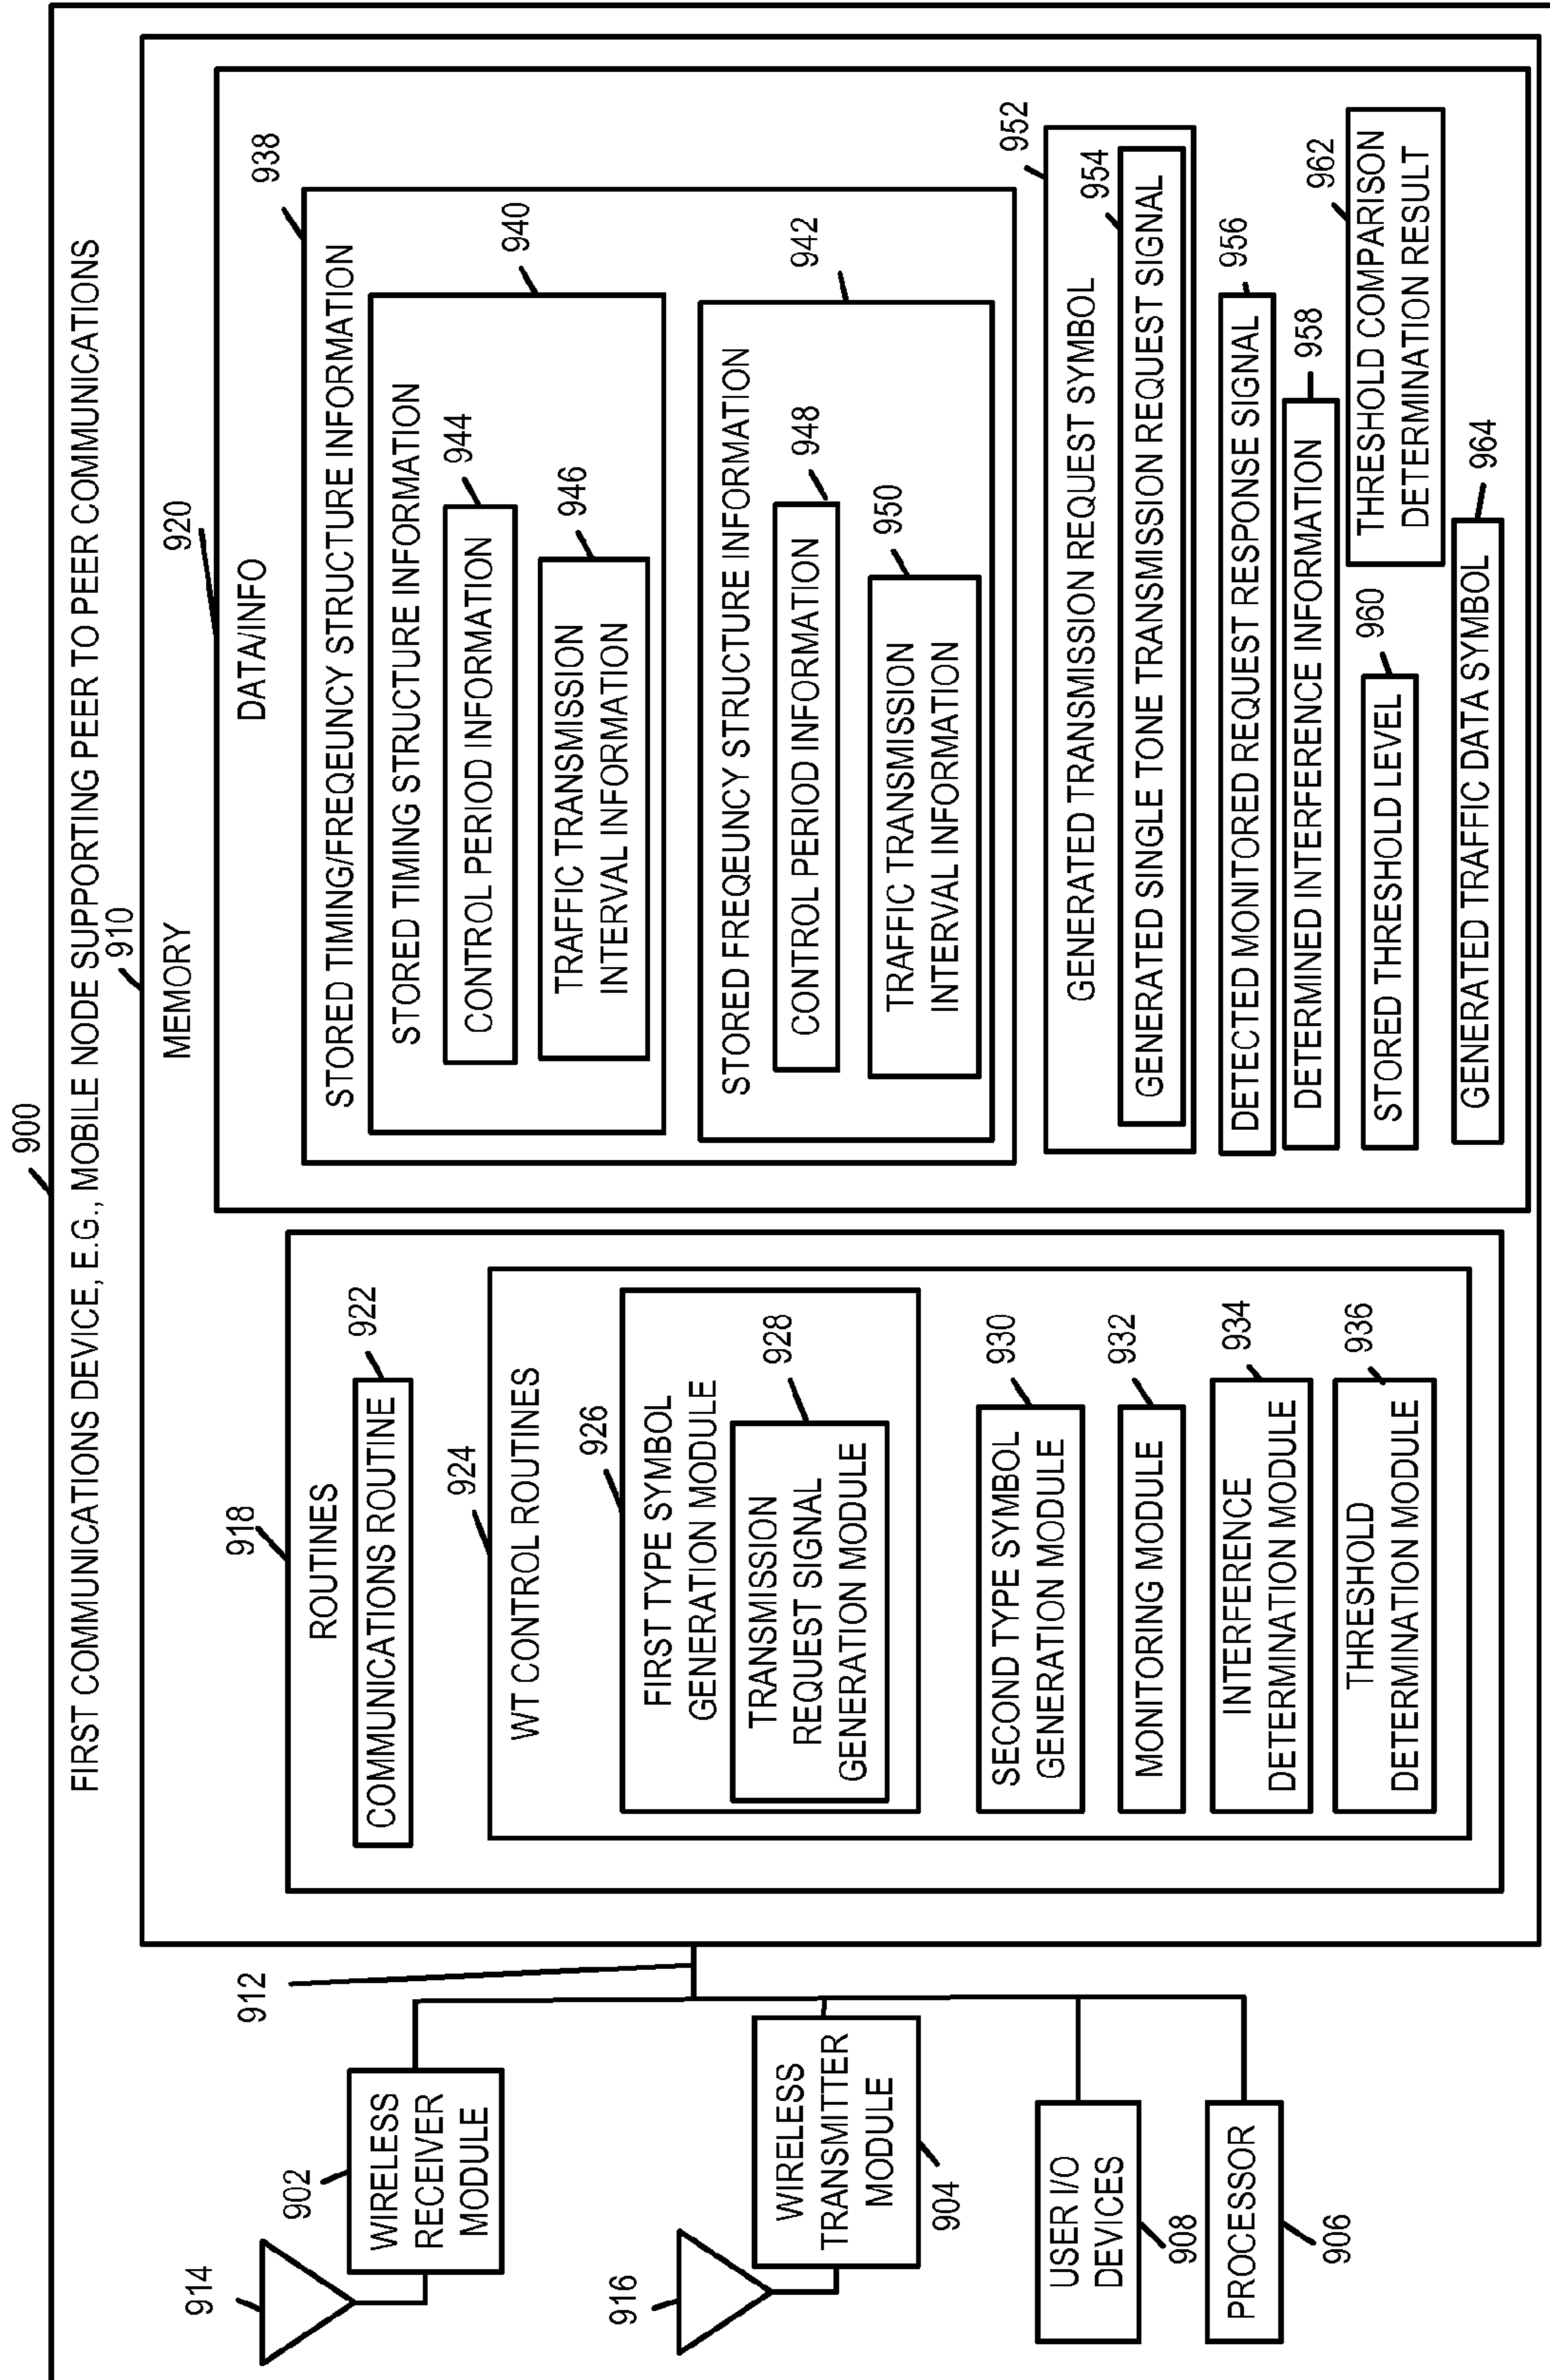 900
FIRST COMMUNICATIONS DEVICE, E.G., MOBILE NODE SUPPORTING PEER TO PEER COMMUNICATIONS
914
902
WIRELESS
RECEIVER
MODULE
916
WIRELESS
TRANSMITTER
MODULE
904
USER I/O
DEVICES
908
PROCESSOR
906
912
910
MEMORY
918
ROUTINES
922
COMMUNICATIONS ROUTINE
924
WT CONTROL ROUTINES
926
FIRST TYPE SYMBOL
GENERATION MODULE
928
TRANSMISSION
REQUEST SIGNAL
GENERATION MODULE
930
SECOND TYPE SYMBOL
GENERATION MODULE
932
MONITORING MODULE
934
INTERFERENCE
DETERMINATION MODULE
936
THRESHOLD
DETERMINATION MODULE
920
DATA/INFO
938
STORED TIMING/FREQEUNCY STRUCTURE INFORMATION
940
STORED TIMING STRUCTURE INFORMATION
944
CONTROL PERIOD INFORMATION
946
TRAFFIC TRANSMISSION
INTERVAL INFORMATION
942
STORED FREQEUNCY STRUCTURE INFORMATION
948
CONTROL PERIOD INFORMATION
950
TRAFFIC TRANSMISSION
INTERVAL INFORMATION
952
GENERATED TRANSMISSION REQUEST SYMBOL
954
GENERATED SINGLE TONE TRANSMISSION REQUEST SIGNAL
956
DETECTED MONITORED REQUEST RESPONSE SIGNAL
958
DETERMINED INTERFERENCE INFORMATION
960
STORED THRESHOLD LEVEL
962
THRESHOLD COMPARISON
DETERMINATION RESULT
964
GENERATED TRAFFIC DATA SYMBOL